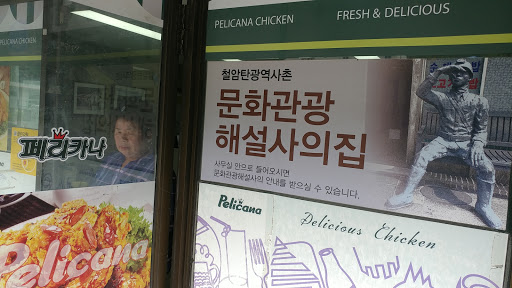 PELICANA CHICKEN
PELICANA CHICKEN FRESH & DELICIOUS
철암탄광역사촌
문화관광
해설사의집
사무실 안으로 들어오시면
문화관광해설사의 안내를 받으실 수 있습니다.
페리카나
Pelicana
Delicious Chicken
Pelicana